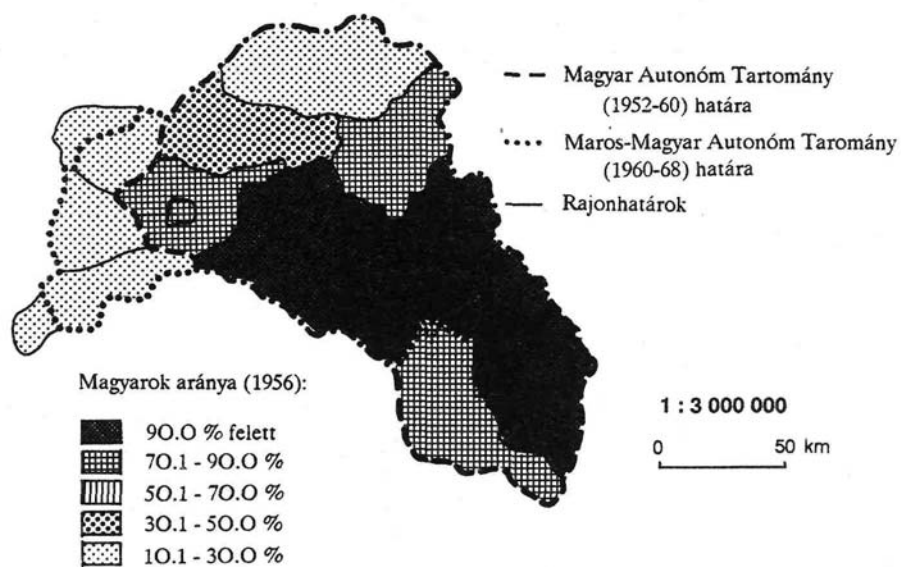 Magyar Autonóm Tartomány
(1952-60) határa
Maros-Magyar Autonóm Taromány
(1960-68) határa
Rajonhatárok
Magyarok aránya (1956):
90.0 % felett
70.1 - 90.0 %
50.1 - 70.0 %
30.1 - 50.0 %
10.1 - 30.0 %
1 : 3 000 000
0 50 km